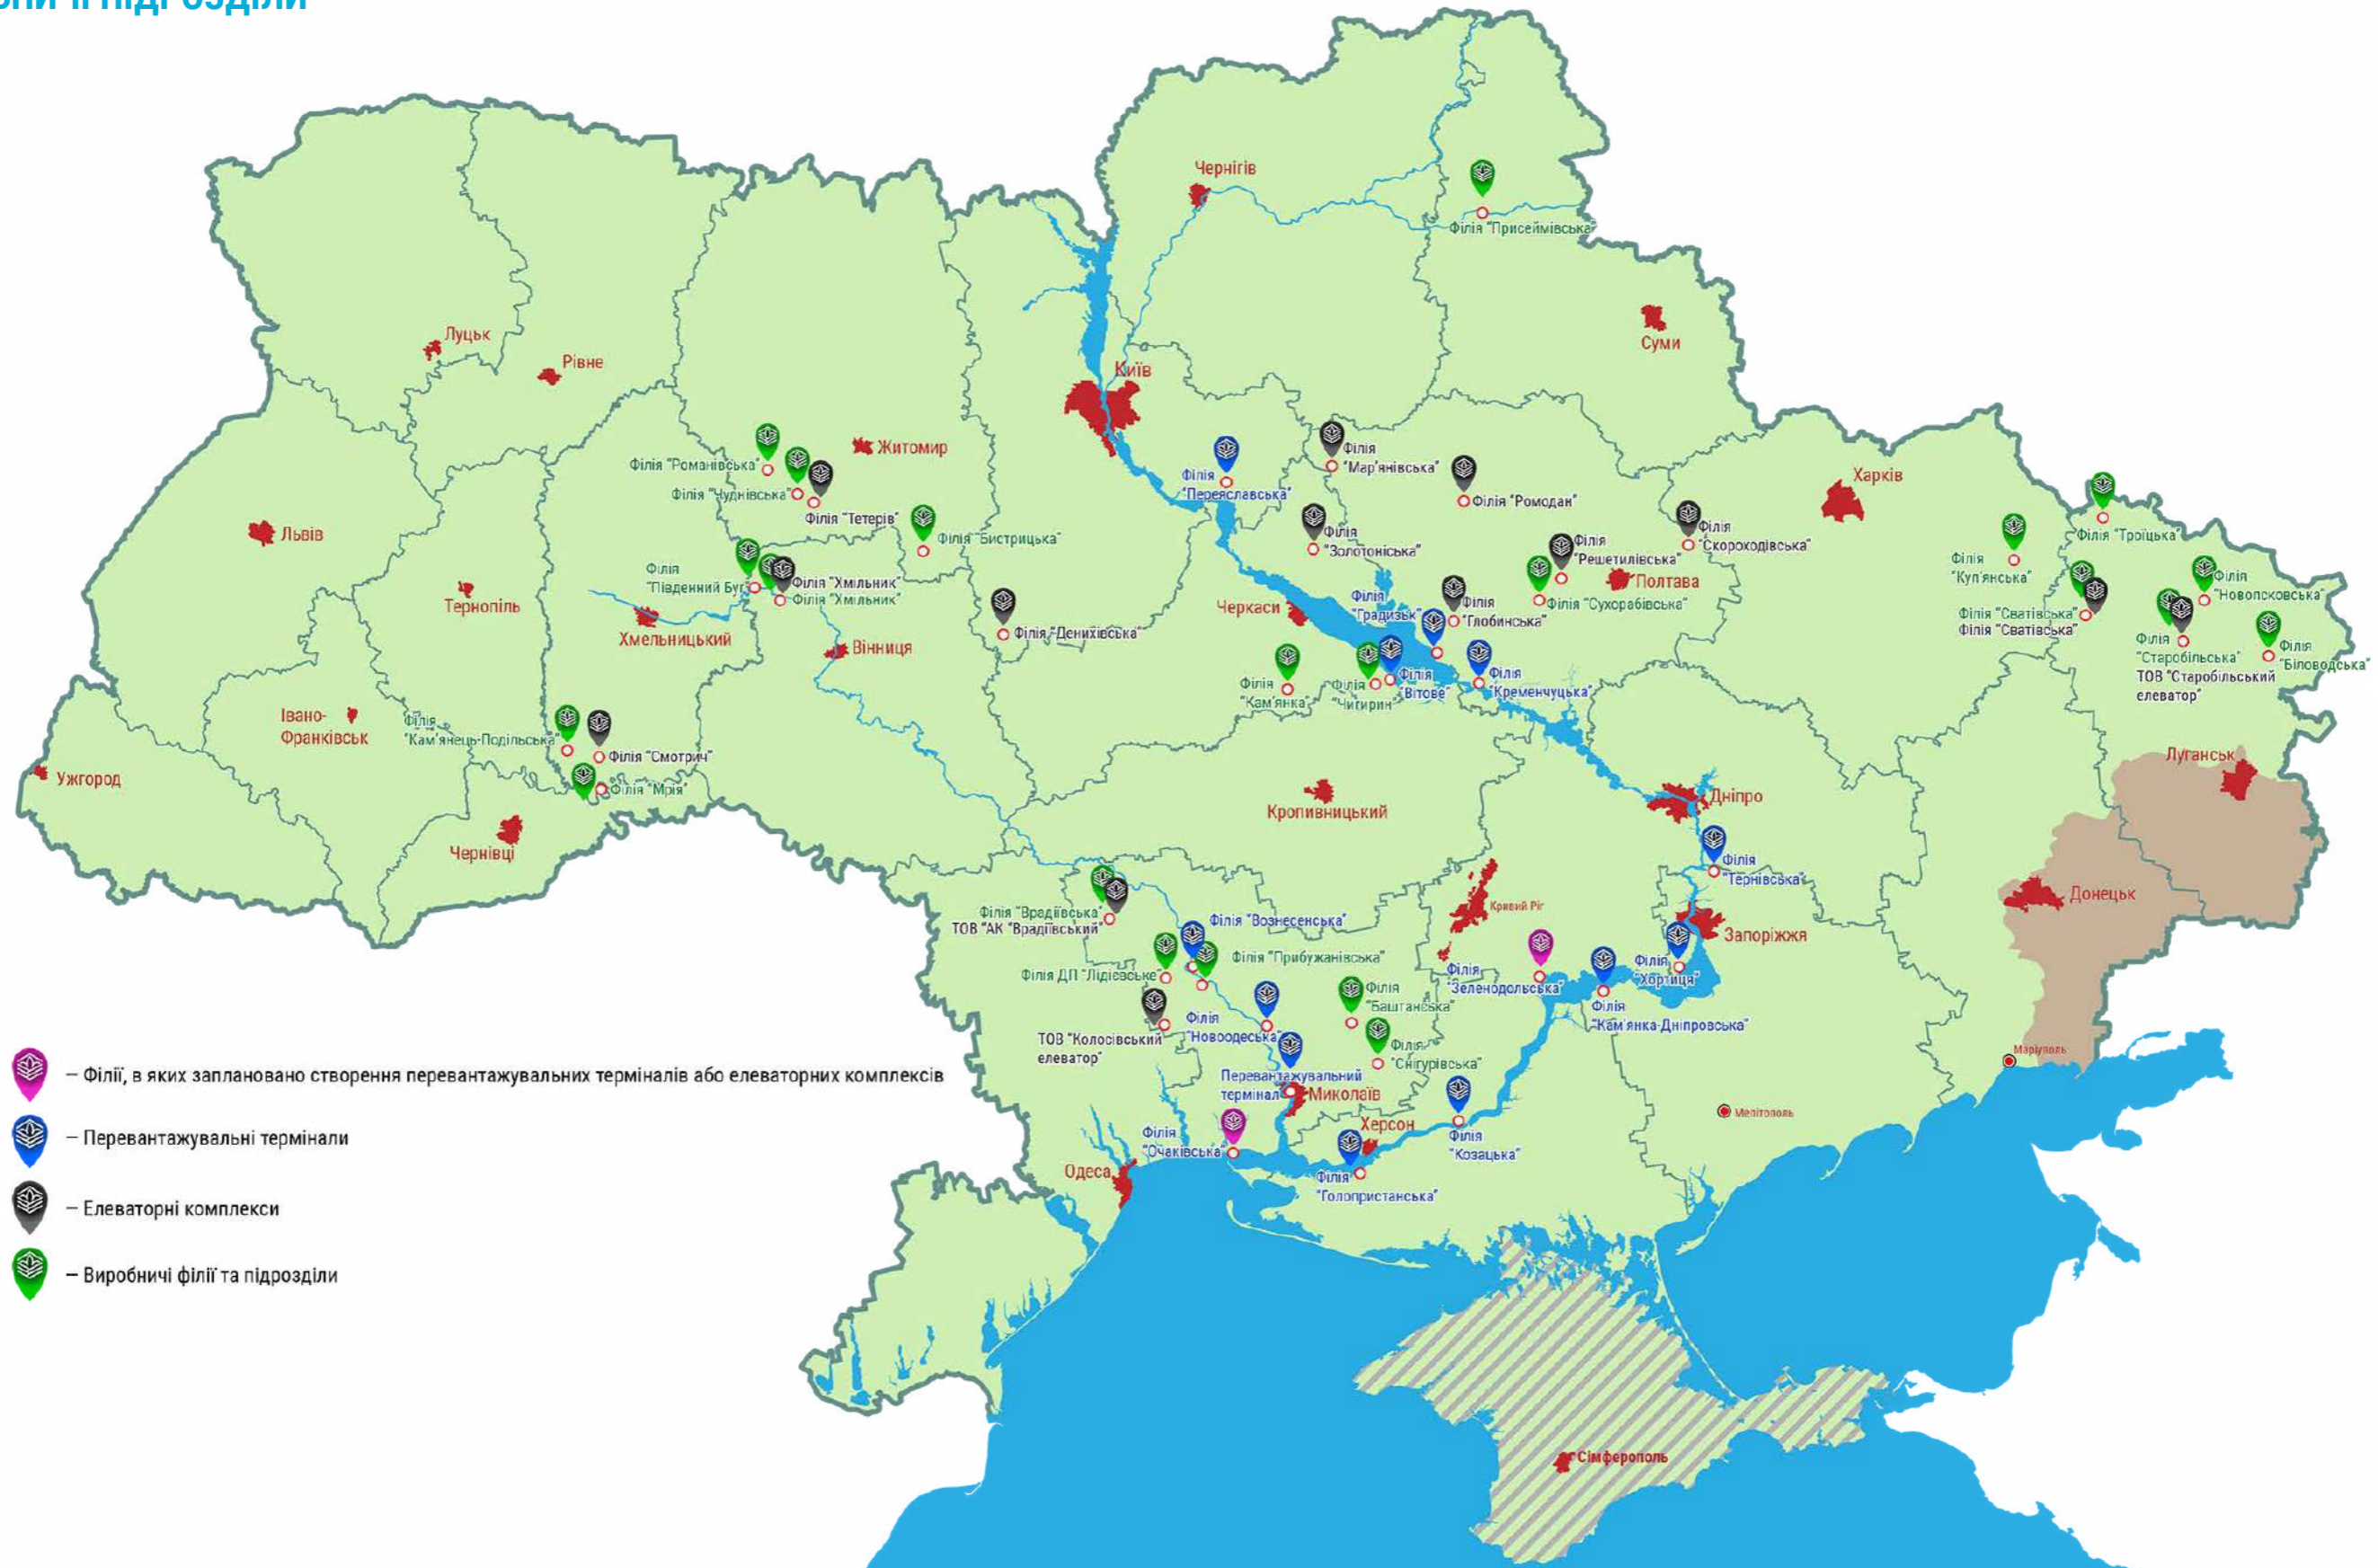 Чернігів
Філія "Присеймівська"
Суми
Луцьк
Рівне
Київ
Житомир
Філія "Романівська"
Філія "Чуднівська"
Філія "Тетерів"
Філія "Бистрицька"
Філія
"Переяславська"
Філія
"Мар'янівська"
Філія "Ромодан"
Філія
"Золотоніська"
Філія
"Решетилівська"
Філія
"Скороходівська"
Харків
Філія "Троїцька"
Філія
"Куп'янська"
Філія
"Новопсковська"
Філія "Сватівська"
Філія "Сватівська"
Філія
"Старобільська"
ТОВ "Старобільський
елеватор"
Філія
"Біловодська"
Львів
Тернопіль
Хмельницький
Філія
"Південний Буг"
Філія "Хмільник"
Філія "Хмільник"
Вінниця
Філія "Денихівська"
Черкаси
Філія
"Градизьк"
Філія
"Глобинська"
Полтава
Філія "Сухорабівська"
Філія
"Кам'янка"
Філія
"Чигирин"
Філія
"Вітове"
Філія
"Кременчуцька"
Івано-
Франківськ
Філія
"Кам'янець-Подільська"
Філія "Смотрич"
Філія "Мрія"
Ужгород
Чернівці
Кропивницький
Дніпро
Філія
"Тернівська"
Луганськ
Донецьк
Філія "Врадіївська"
ТОВ "АК "Врадіївський"
Філія "Вознесенська"
Філія "Прибужанівська"
Філія ДП "Лідієвське"
Кривий Ріг
Запоріжжя
Філія
"Зеленодольська"
Філія
"Хортиця"
Філія
"Кам'янка-Дніпровська"
Філія
"Баштанська"
Філія
"Снігурівська"
Філія
"Новоодеська"
ТОВ "Колосівський
елеватор"
Перевантажувальний
термінал
Миколаїв
Маріуполь
Мелітополь
Херсон
Філія
"Козацька"
Філія
"Очаківська"
Філія
"Голопристанська"
Одеса
Сімферополь
– Філії, в яких заплановано створення перевантажувальних терміналів або елеваторних комплексів
– Перевантажувальні термінали
– Елеваторні комплекси
– Виробничі філії та підрозділи